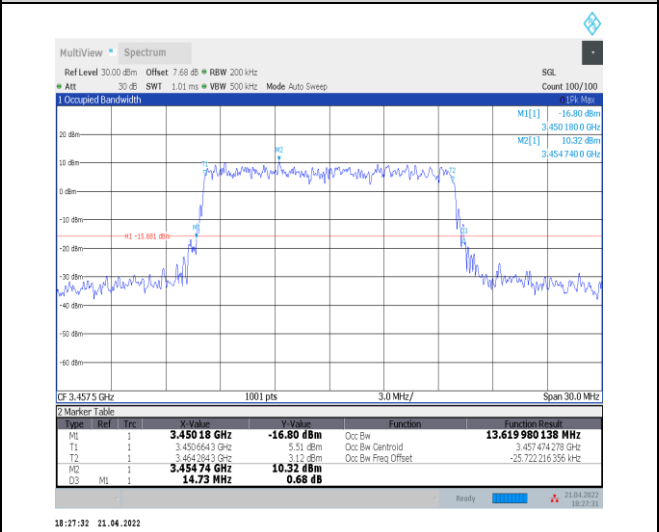 MultiView Spectrum
Ref Level 30.00 dBm Offset 7.68 dB RBW 200 kHz SGL
Att 30 dB SWT 1.01 ms VBW 500 kHz Mode Auto Sweep Count 100/100
1 Occupied Bandwidth 1Pk Max
M1[1] -16.80 dBm
3.450 180 0 GHz
M2[1] 10.32 dBm
3.454 740 0 GHz
20 dBm
M2
10 dBm T1 T2
0 dBm
-10 dBm
M1
H1 -15.681 dBm
-20 dBm
-30 dBm
-40 dBm
-50 dBm
-60 dBm
CF 3.457 5 GHz 1001 pts 3.0 MHz/ Span 30.0 MHz
2 Marker Table
Type Ref Trc X-Value Y-Value Function Function Result
M1 1 3.450 18 GHz -16.80 dBm Occ Bw 13.619 980 138 MHz
T1 1 3.450 664 3 GHz 5.51 dBm Occ Bw Centroid 3.457 474 278 GHz
T2 1 3.464 284 3 GHz 3.12 dBm Occ Bw Freq Offset -25.722 216 356 kHz
M2 1 3.454 74 GHz 10.32 dBm
D3 M1 1 14.73 MHz 0.68 dB
Ready 21.04.2022
18:27:31
18:27:32 21.04.2022